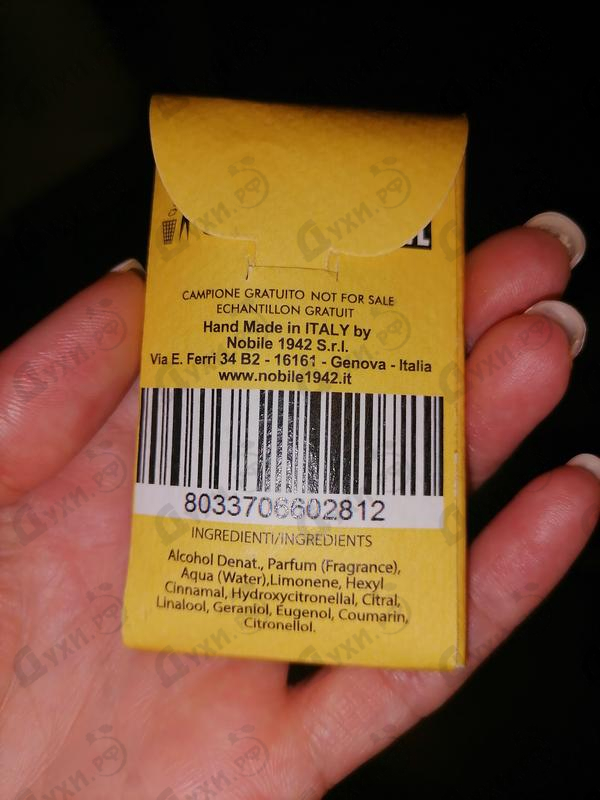 CAMPIONE GRATUITO NOT FOR SALE
ECHANTILLON GRATUIT
Hand Made in ITALY by
Nobile 1942 S.r.l.
Via E. Ferri 34 B2 - 16161 - Genova - Italia
www.nobile1942.it
8033706602812
INGREDIENTI/INGREDIENTS
Alcohol Denat., Parfum (Fragrance),
Aqua (Water),Limonene, Hexyl
Cinnamal, Hydroxycitronellal, Citral,
Linalool, Geraniol, Eugenol, Coumarin,
Citronellol.
Духи.рф